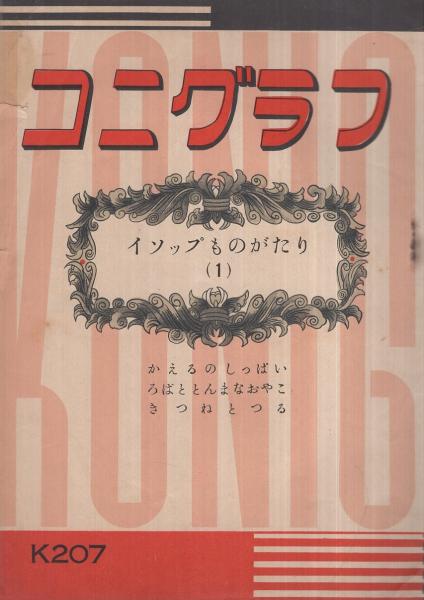 コニグラフ
イソップものがたり
(1)
かえるのしっぱい
ろばととんまなおやこ
きつねとつる
K207